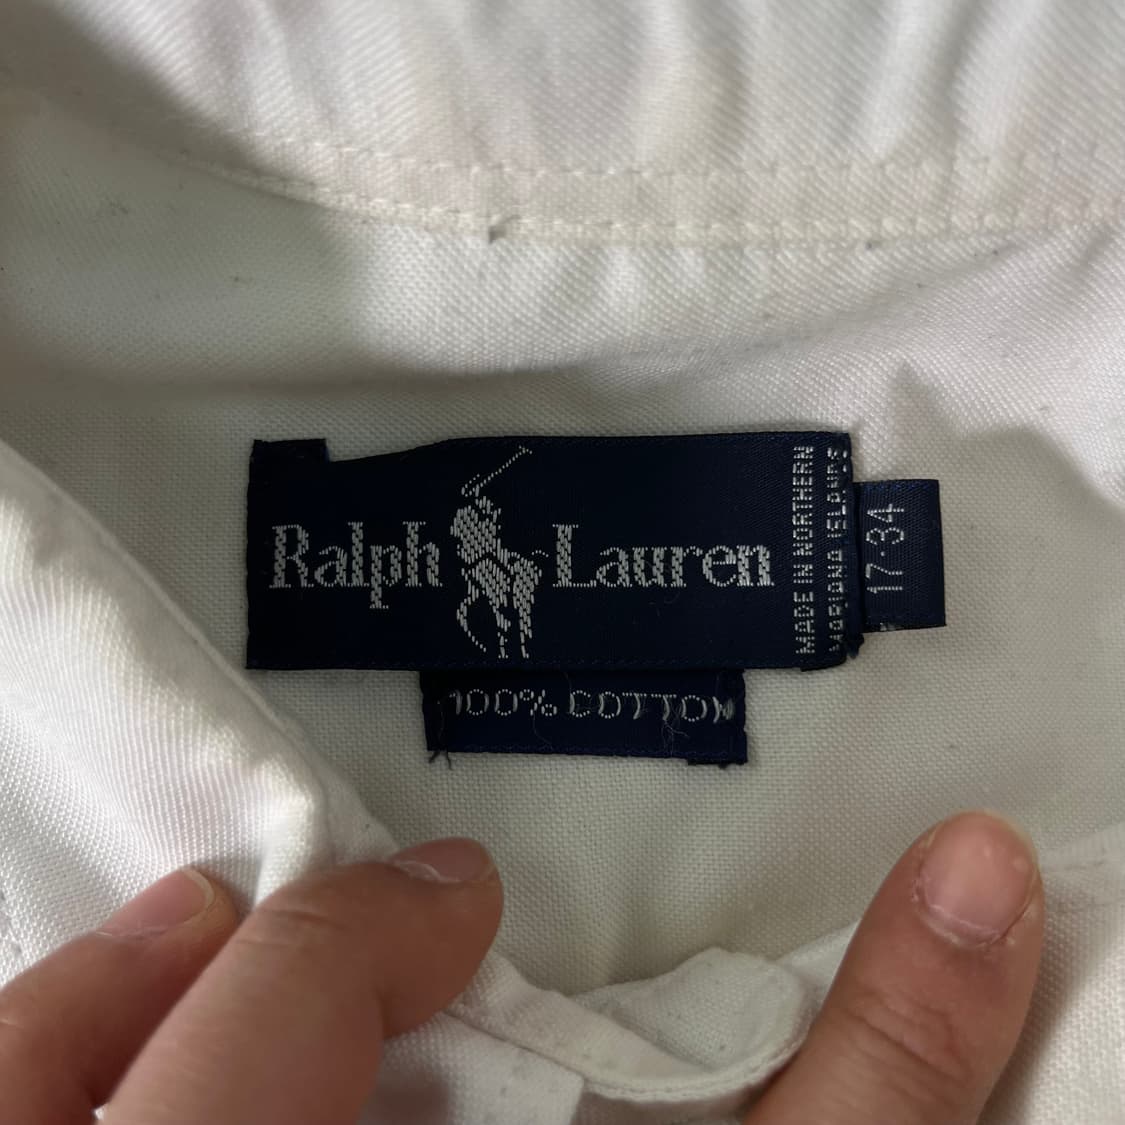 Ralph Lauren
MADE IN NORTHERN
MARIANA ISLANDS
17·34
100% COTTON